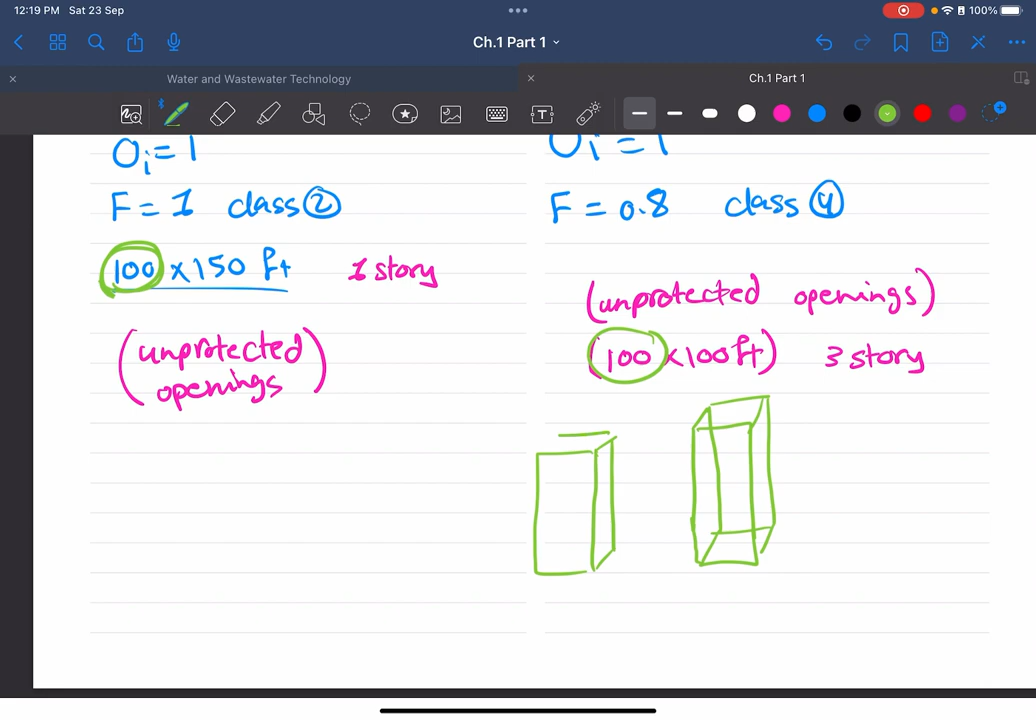 12:19 PM Sat 23 Sep
100%
Ch.1 Part 1
Water and Wastewater Technology
Ch.1 Part 1
Oi=1
F = 1 class 2
100 × 150 ft 1 story
(unprotected openings)
Oi = 1
F = 0.8 class 4
(unprotected openings)
(100 × 100 ft) 3 story